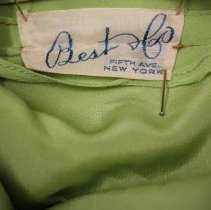 Best & Co
FIFTH AVE.
NEW YORK